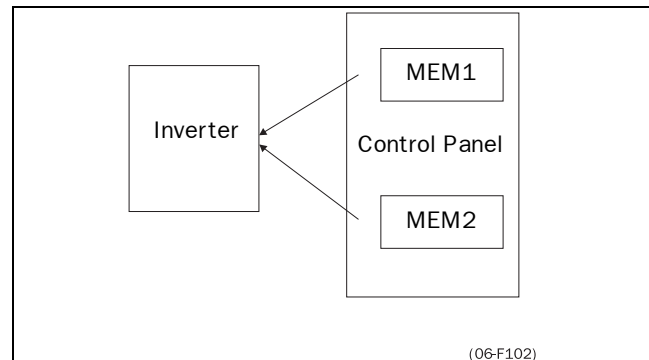 MEM1
Inverter
Control Panel
MEM2
(06-F102)